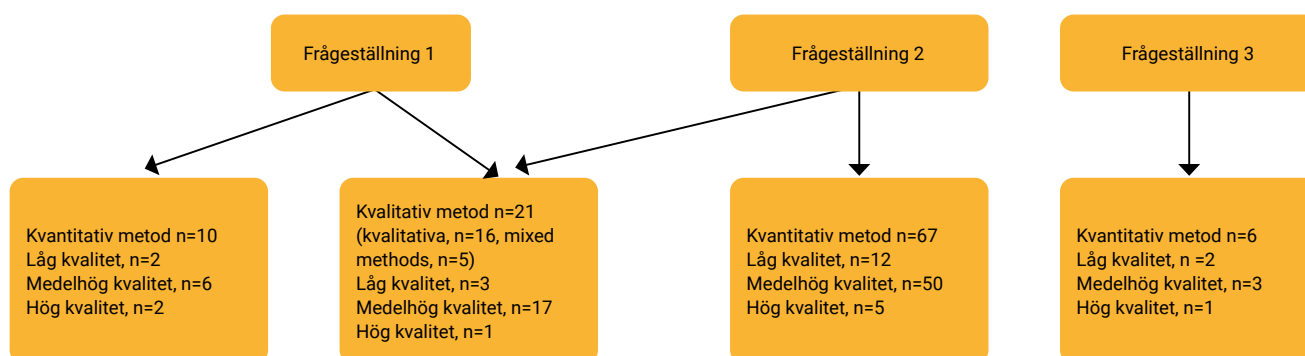 Frågeställning 1
Frågeställning 2
Frågeställning 3
Kvantitativ metod n=10
Låg kvalitet, n=2
Medelhög kvalitet, n=6
Hög kvalitet, n=2
Kvalitativ metod n=21
(kvalitativa, n=16, mixed
methods, n=5)
Låg kvalitet, n=3
Medelhög kvalitet, n=17
Hög kvalitet, n=1
Kvantitativ metod n=67
Låg kvalitet, n=12
Medelhög kvalitet, n=50
Hög kvalitet, n=5
Kvantitativ metod n=6
Låg kvalitet, n =2
Medelhög kvalitet, n=3
Hög kvalitet, n=1